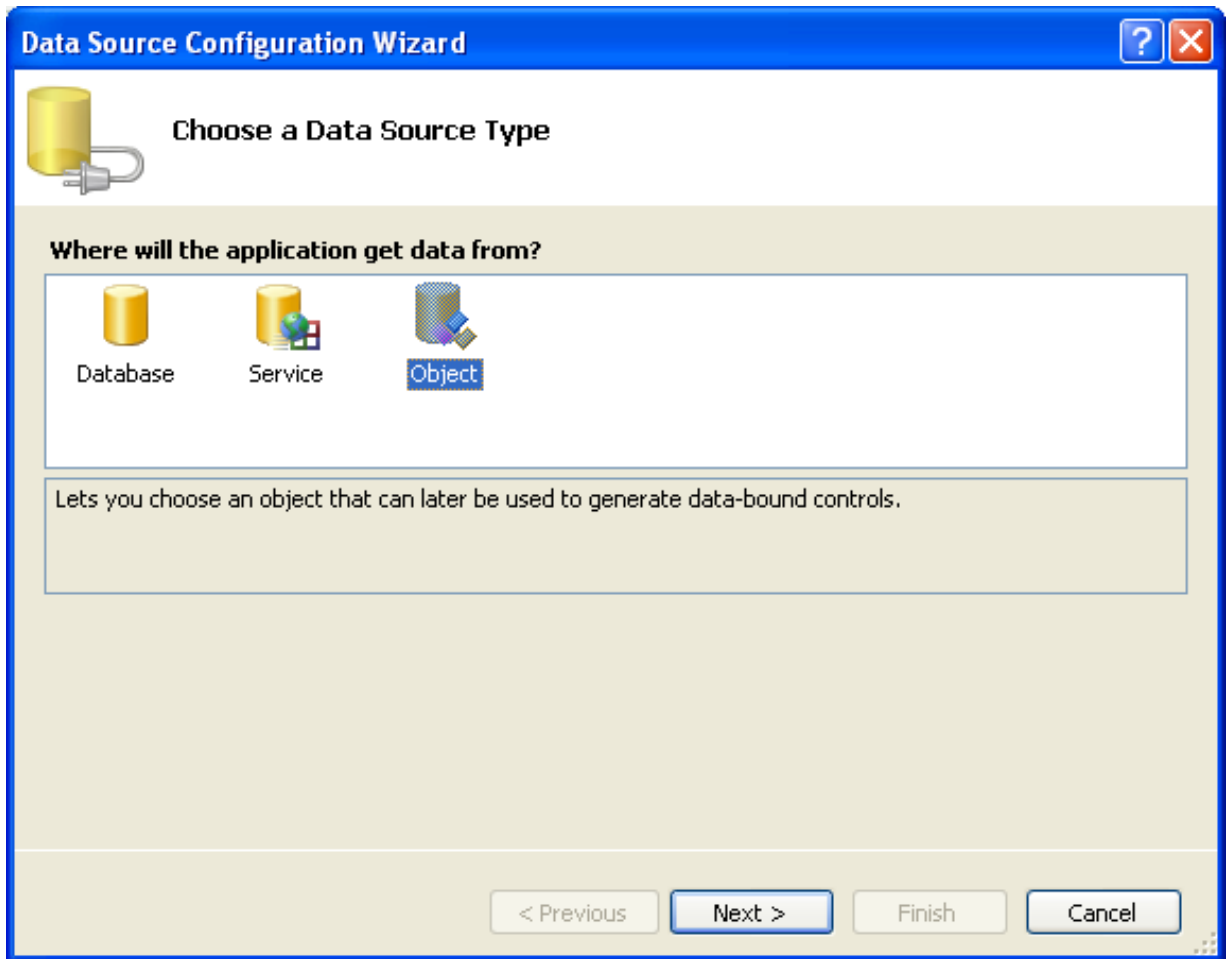 Data Source Configuration Wizard
?
Choose a Data Source Type
Where will the application get data from?
Database Service Object
Lets you choose an object that can later be used to generate data-bound controls.
< Previous Next > Finish Cancel